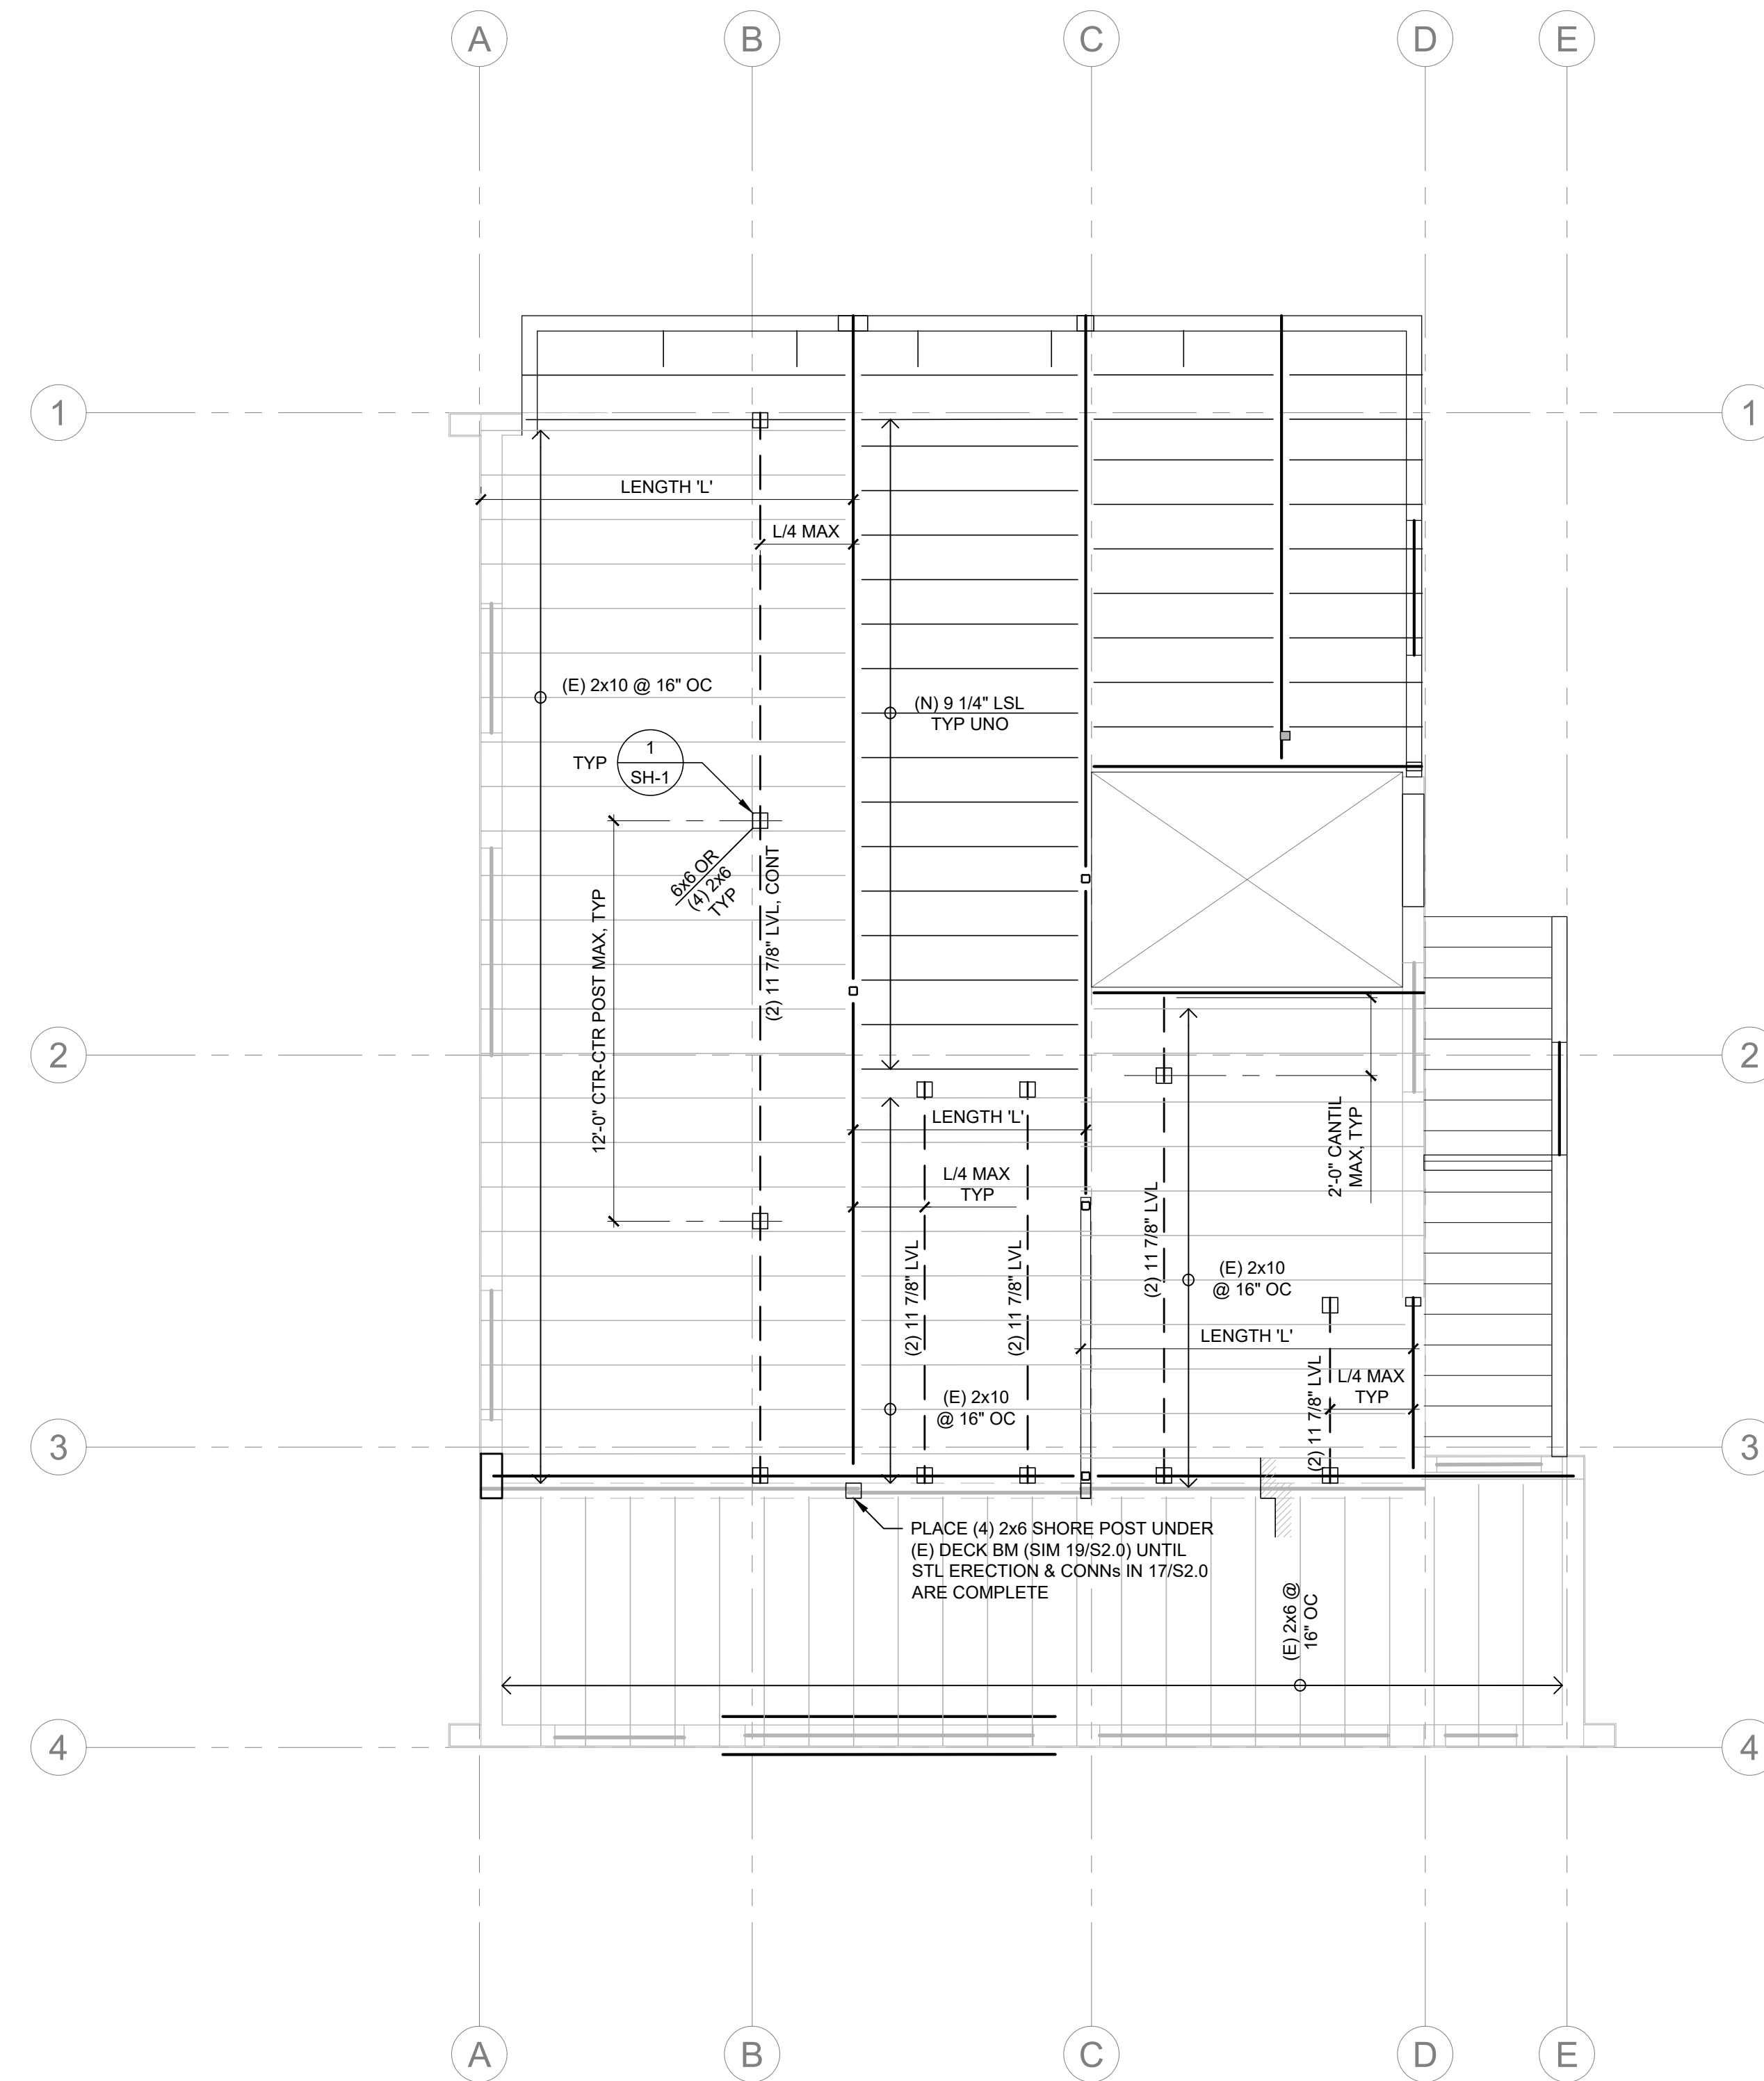 A
B
C
D
E
1
1
LENGTH 'L'
L/4 MAX
(E) 2x10 @ 16" OC
(N) 9 1/4" LSL
TYP UNO
TYP
1
SH-1
6x6 OR
(4) 2x6
TYP
(2) 11 7/8" LVL, CONT
12'-0" CTR-CTR POST MAX, TYP
2
2
LENGTH 'L'
L/4 MAX
TYP
2'-0" CANTIL
MAX, TYP
(2) 11 7/8" LVL
(2) 11 7/8" LVL
(2) 11 7/8" LVL
(E) 2x10
@ 16" OC
LENGTH 'L'
L/4 MAX
TYP
(2) 11 7/8" LVL
(E) 2x10
@ 16" OC
3
3
PLACE (4) 2x6 SHORE POST UNDER
(E) DECK BM (SIM 19/S2.0) UNTIL
STL ERECTION & CONNs IN 17/S2.0
ARE COMPLETE
(E) 2x6 @
16" OC
4
4
A
B
C
D
E